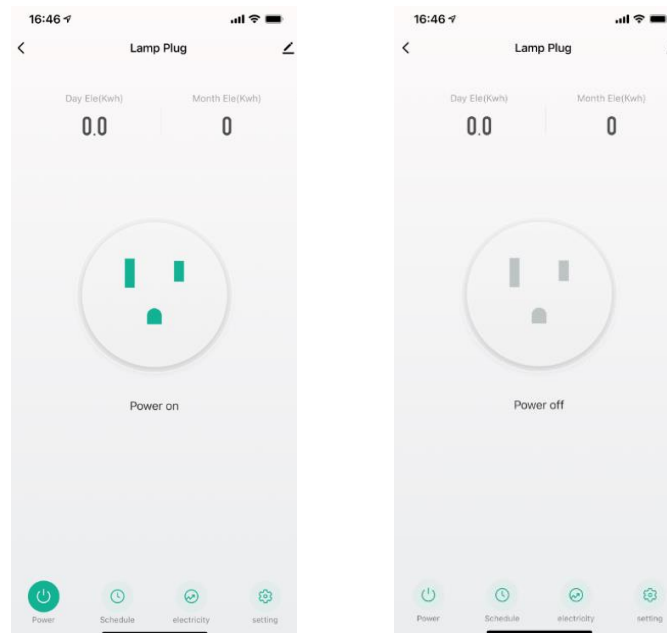 16:46
Lamp Plug
Day Ele(Kwh) Month Ele(Kwh)
0.0 0
Power on
Power Schedule electricity setting
16:46
Lamp Plug
Day Ele(Kwh) Month Ele(Kwh)
0.0 0
Power off
Power Schedule electricity setting